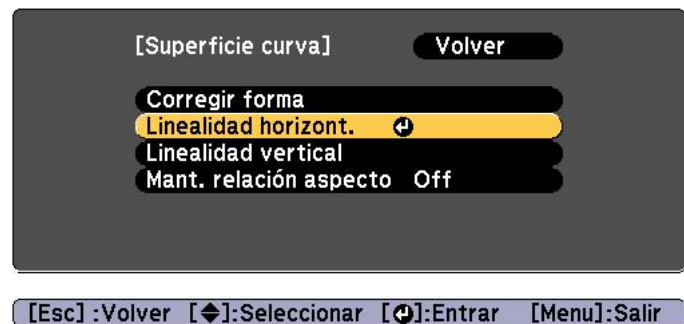 [Superficie curva] Volver
Corregir forma
Linealidad horizont.
Linealidad vertical
Mant. relación aspecto Off
[Esc] :Volver [◆]:Seleccionar [↵]:Entrar [Menu]:Salir